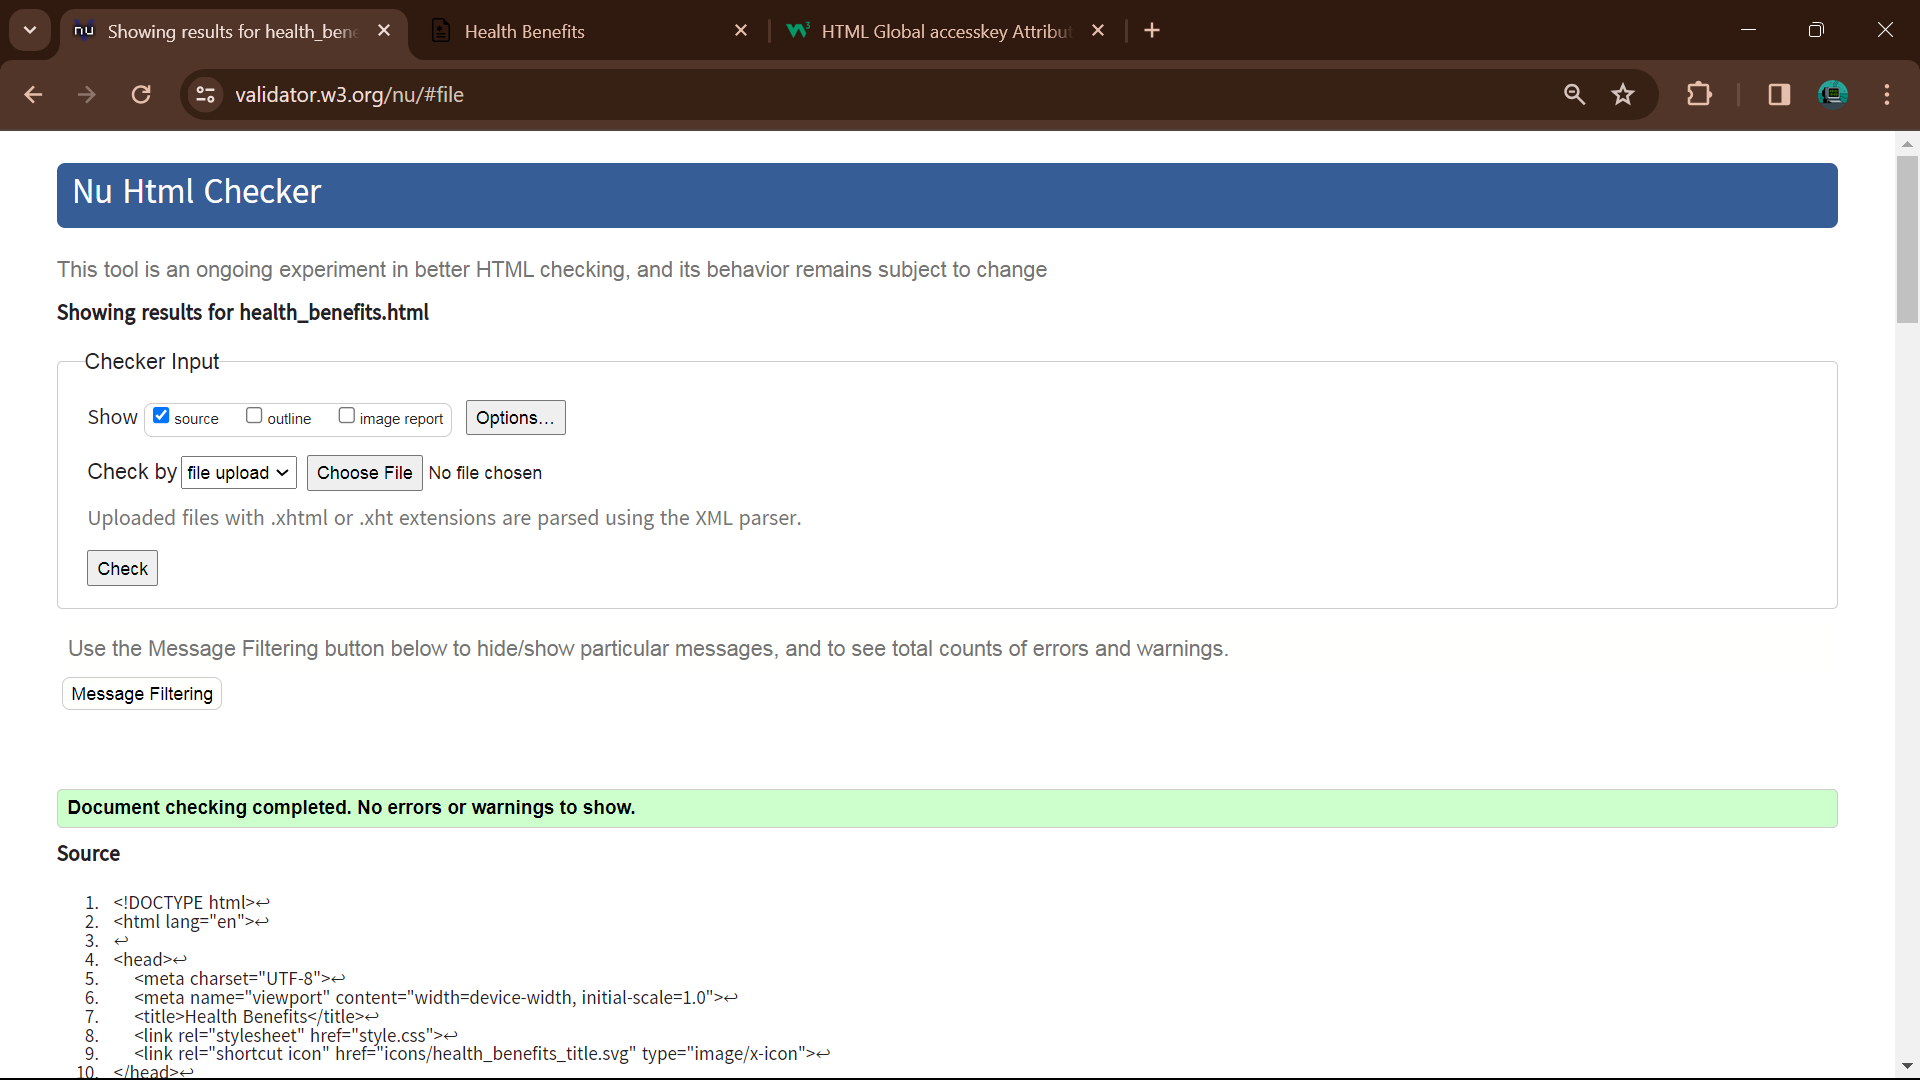 nu Showing results for health_bene
Health Benefits
W3 HTML Global accesskey Attribut
validator.w3.org/nu/#file
Nu Html Checker
This tool is an ongoing experiment in better HTML checking, and its behavior remains subject to change
Showing results for health_benefits.html
Checker Input
Show source outline image report Options...
Check by file upload Choose File No file chosen
Uploaded files with .xhtml or .xht extensions are parsed using the XML parser.
Check
Use the Message Filtering button below to hide/show particular messages, and to see total counts of errors and warnings.
Message Filtering
Document checking completed. No errors or warnings to show.
Source
1. <!DOCTYPE html>↩
2. <html lang="en">↩
3. ↩
4. <head>↩
5. <meta charset="UTF-8">↩
6. <meta name="viewport" content="width=device-width, initial-scale=1.0">↩
7. <title>Health Benefits</title>↩
8. <link rel="stylesheet" href="style.css">↩
9. <link rel="shortcut icon" href="icons/health_benefits_title.svg" type="image/x-icon">↩
10. </head>↩